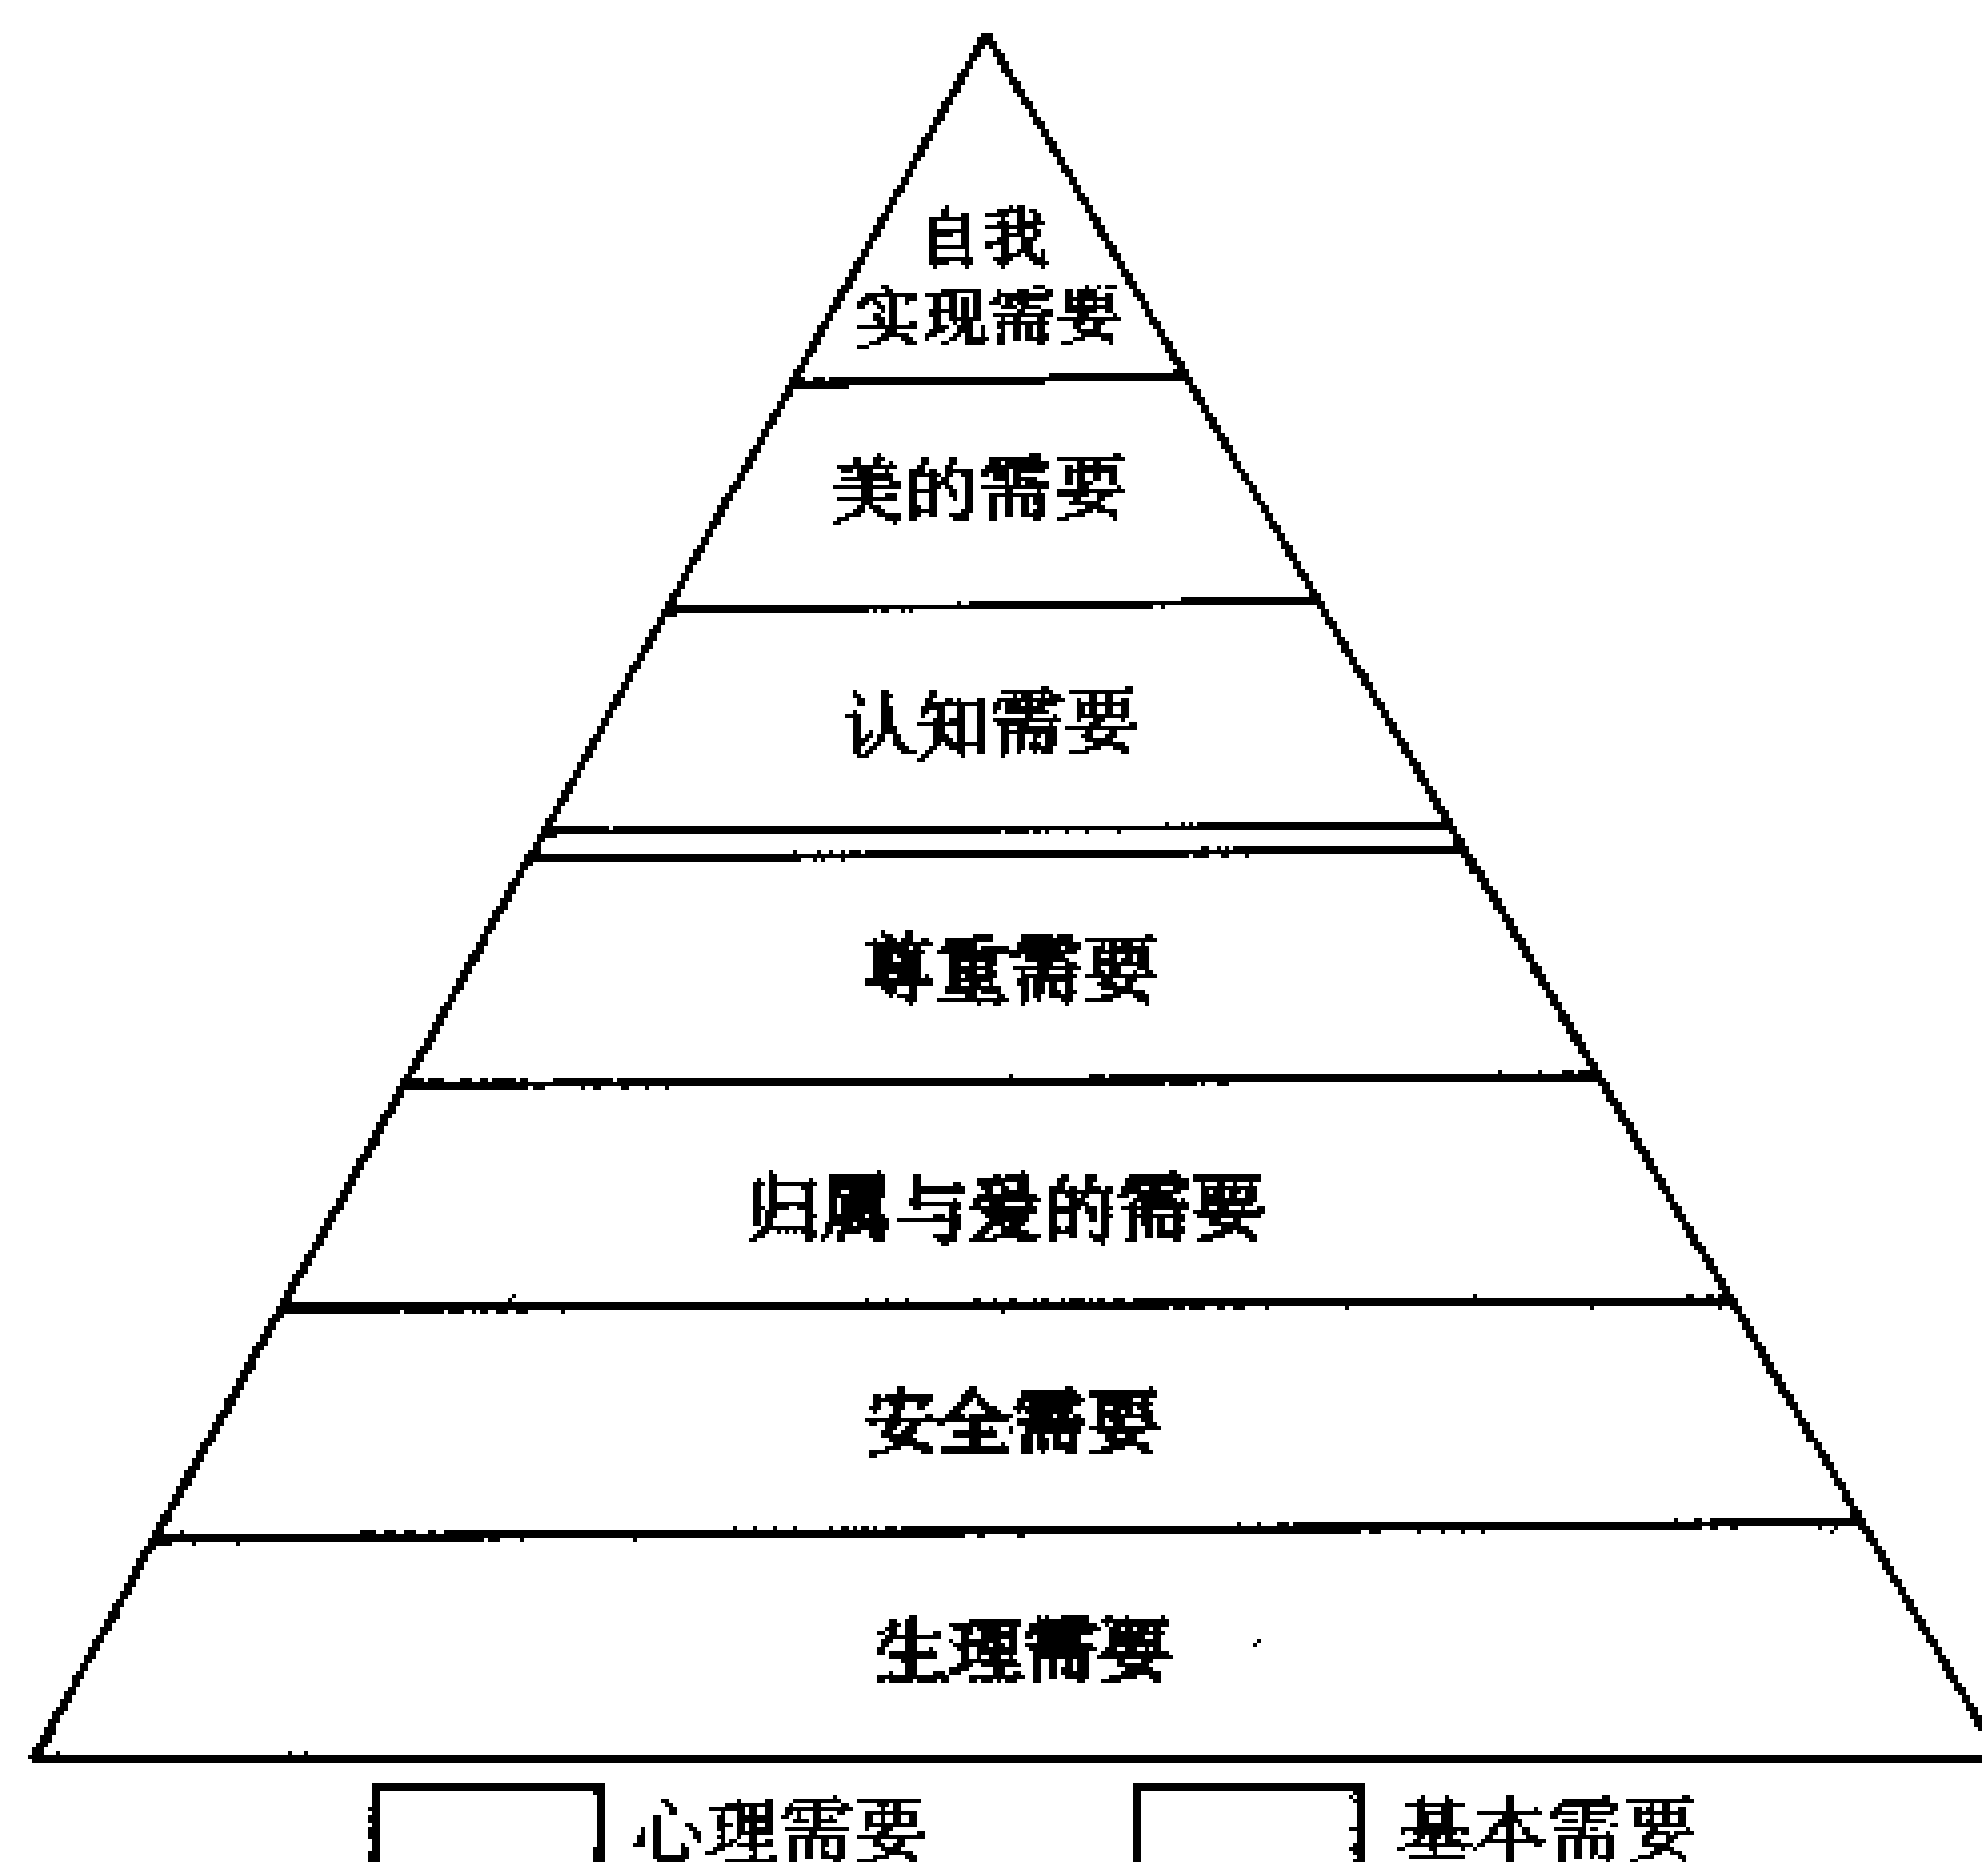 自我
实现需要
美的需要
认知需要
尊重需要
归属与爱的需要
安全需要
生理需要
心理需要 基本需要